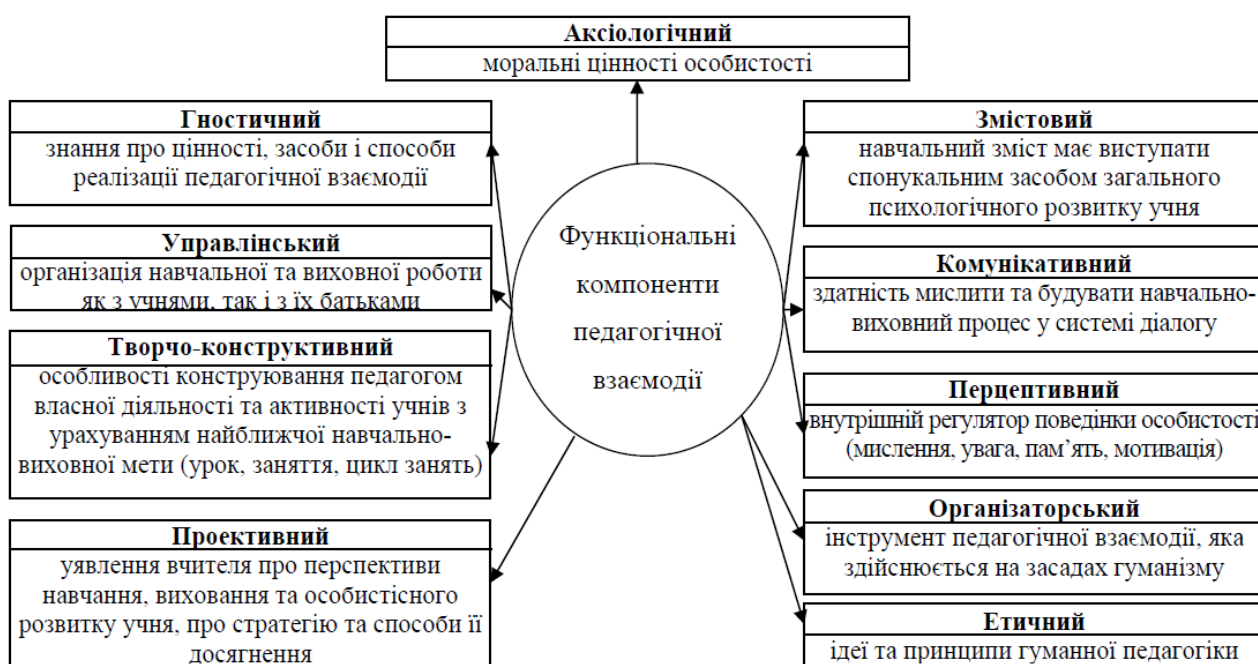 Аксіологічний
моральні цінності особистості
Гностичний
знання про цінності, засоби і способи
реалізації педагогічної взаємодії
Управлінський
організація навчальної та виховної роботи
як з учнями, так і з їх батьками
Творчо-конструктивний
особливості конструювання педагогом
власної діяльності та активності учнів з
урахуванням найближчої навчально-
виховної мети (урок, заняття, цикл занять)
Проективний
уявлення вчителя про перспективи
навчання, виховання та особистісного
розвитку учня, про стратегію та способи її
досягнення
Функціональні
компоненти
педагогічної
взаємодії
Змістовий
навчальний зміст має виступати
спонукальним засобом загального
психологічного розвитку учня
Комунікативний
здатність мислити та будувати навчально-
виховний процес у системі діалогу
Перцептивний
внутрішній регулятор поведінки особистості
(мислення, увага, пам’ять, мотивація)
Організаторський
інструмент педагогічної взаємодії, яка
здійснюється на засадах гуманізму
Етичний
ідеї та принципи гуманної педагогіки